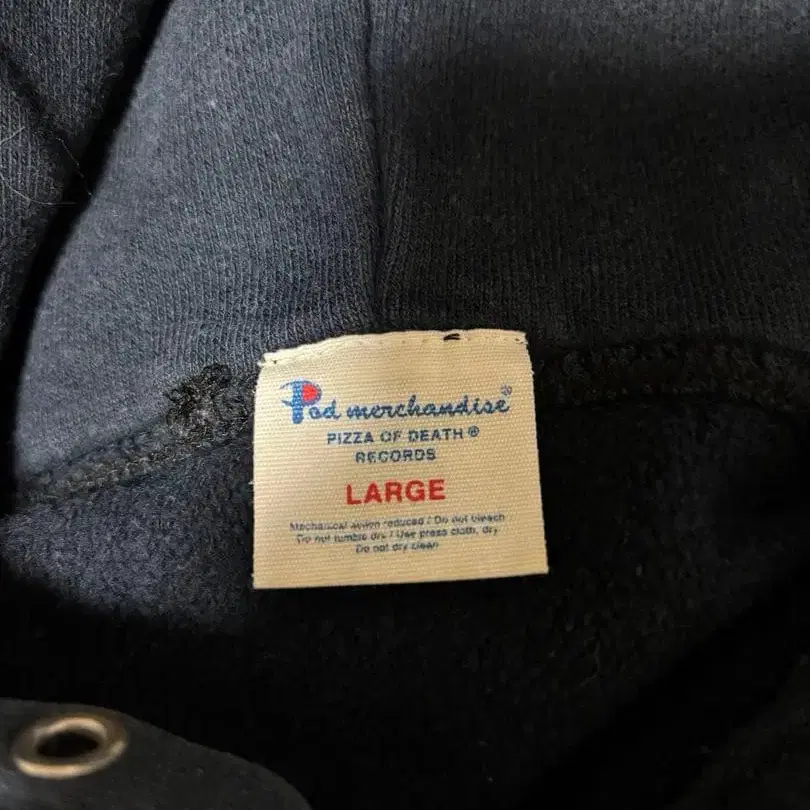 Pod merchandise®
PIZZA OF DEATH®
RECORDS
LARGE
Mechanical action reduced / Do not bleach
Do not tumble dry / Use press cloth, dry
Do not dry clean